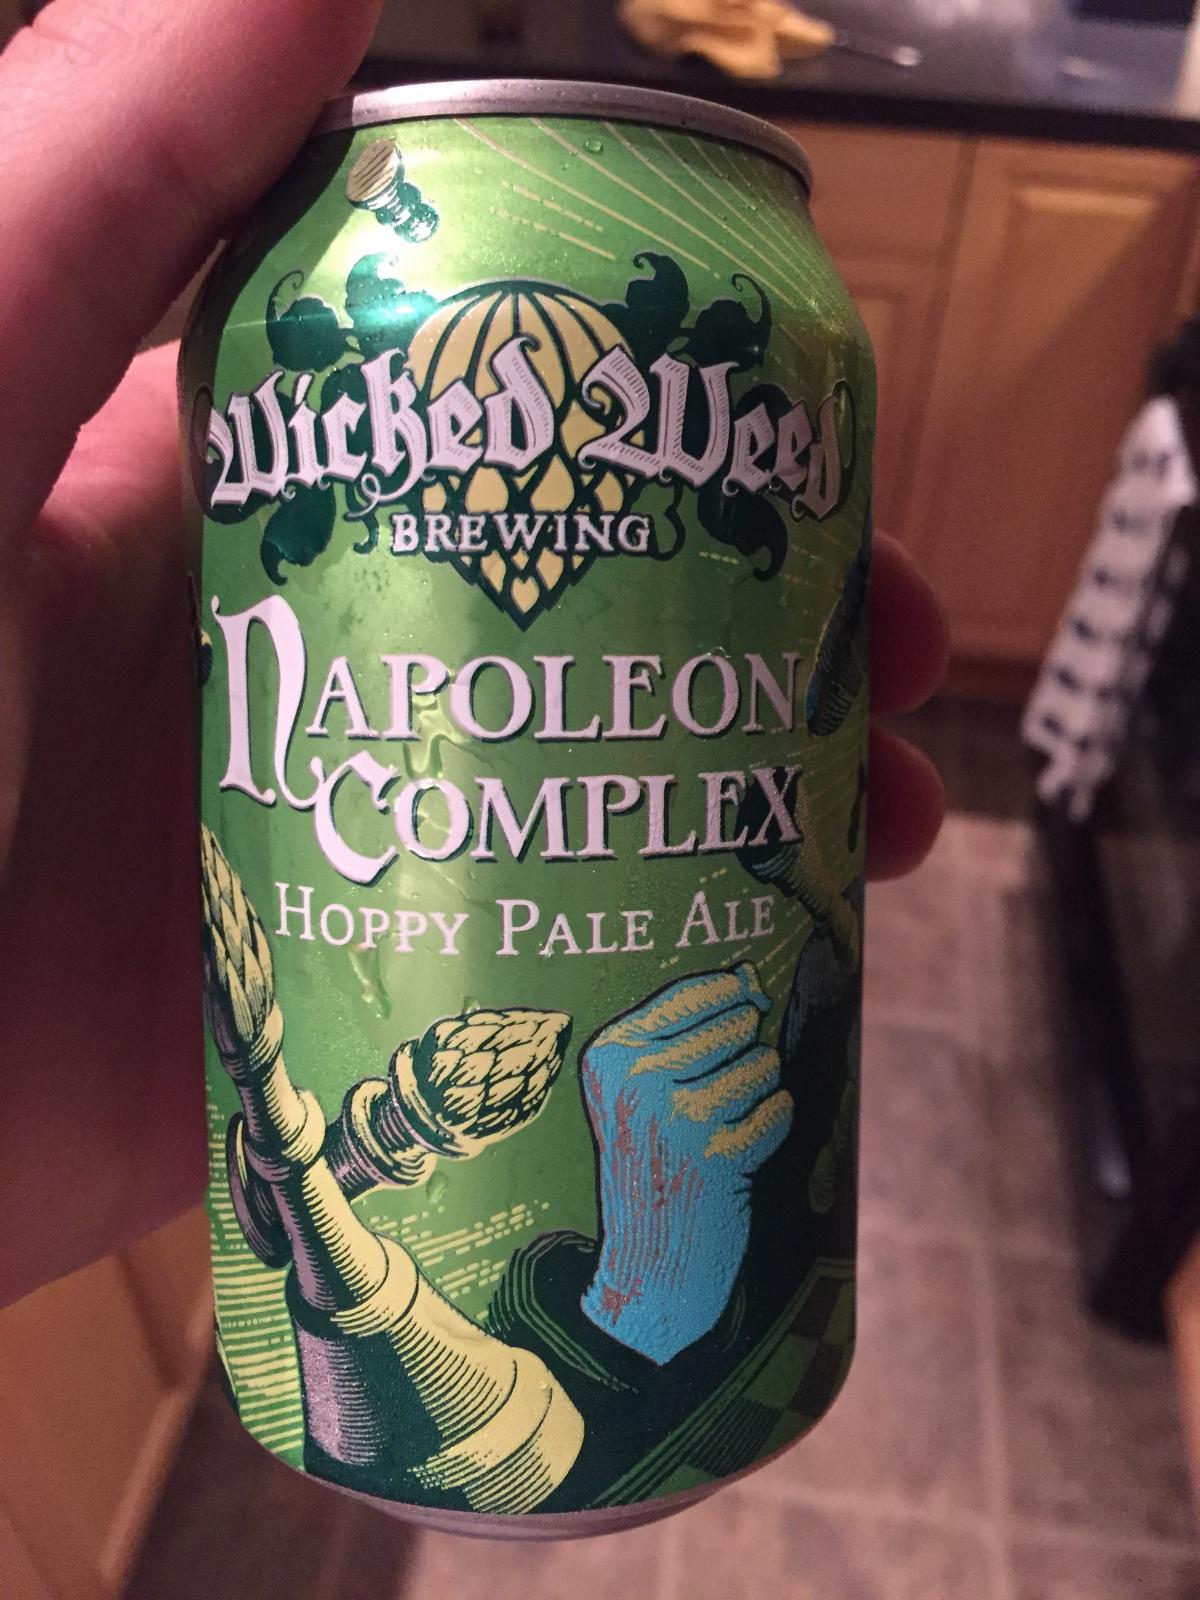 Wicked Weed
BREWING
NAPOLEON
COMPLEX
HOPPY PALE ALE